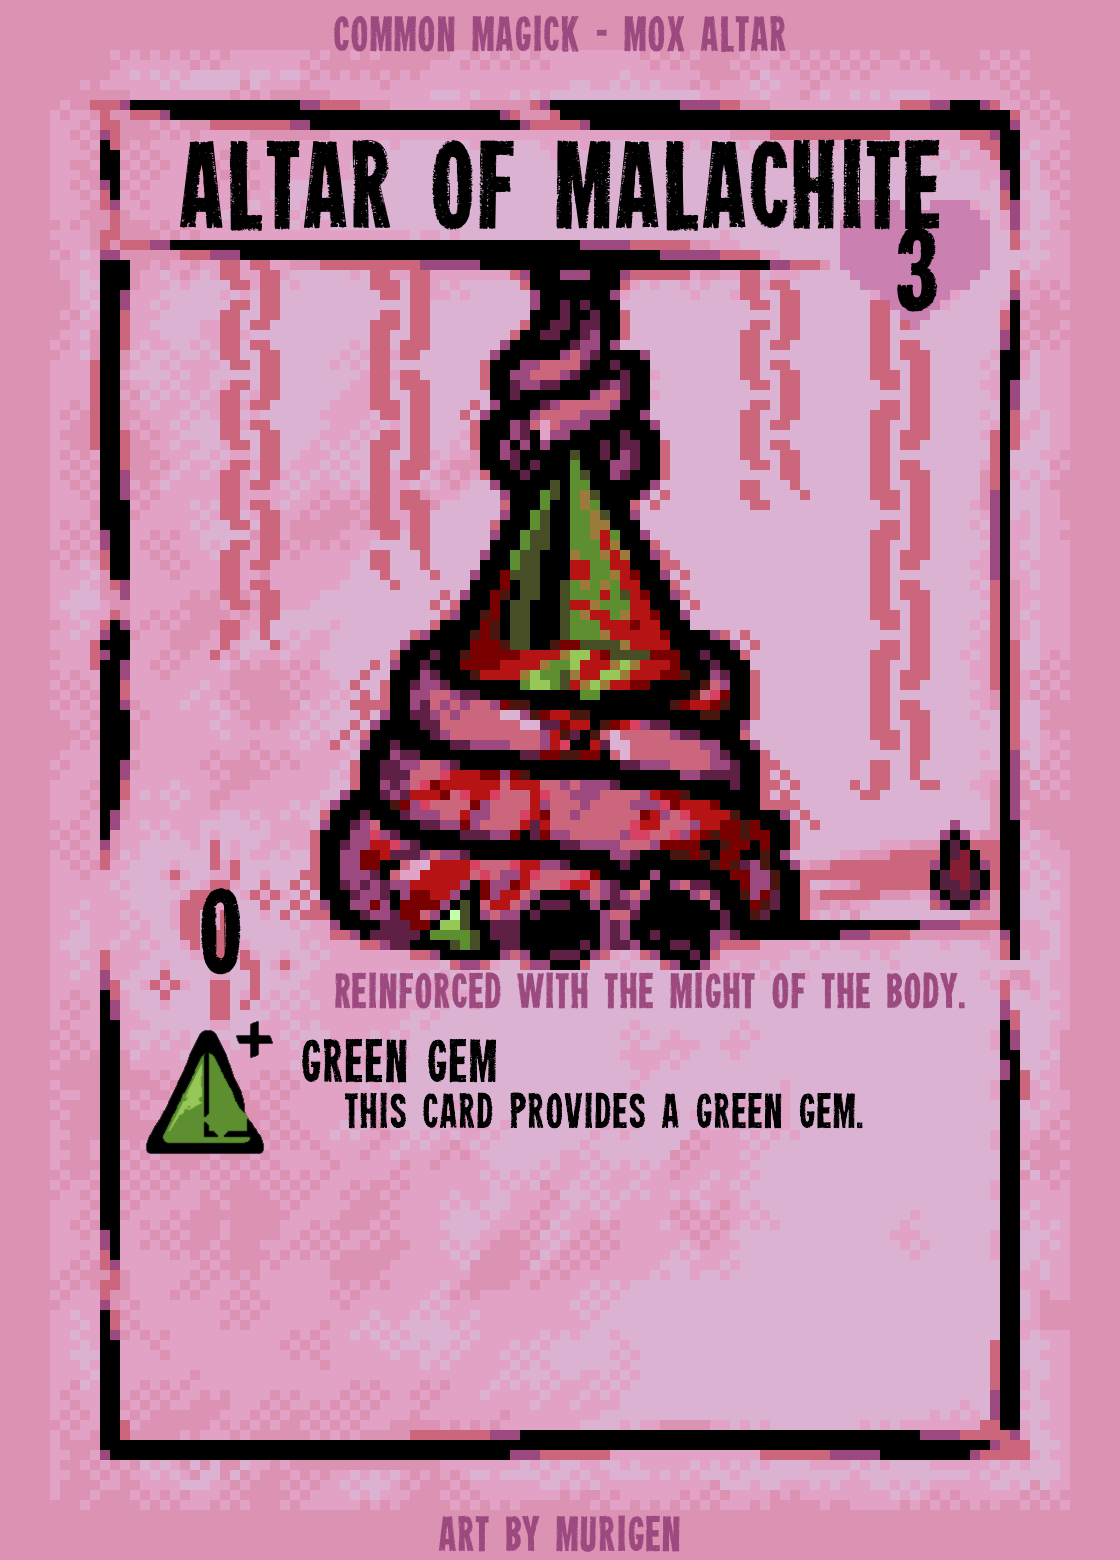 COMMON MAGICK - MOX ALTAR
ALTAR OF MALACHITE
3
0
REINFORCED WITH THE MIGHT OF THE BODY.
GREEN GEM
THIS CARD PROVIDES A GREEN GEM.
ART BY MURIGEN